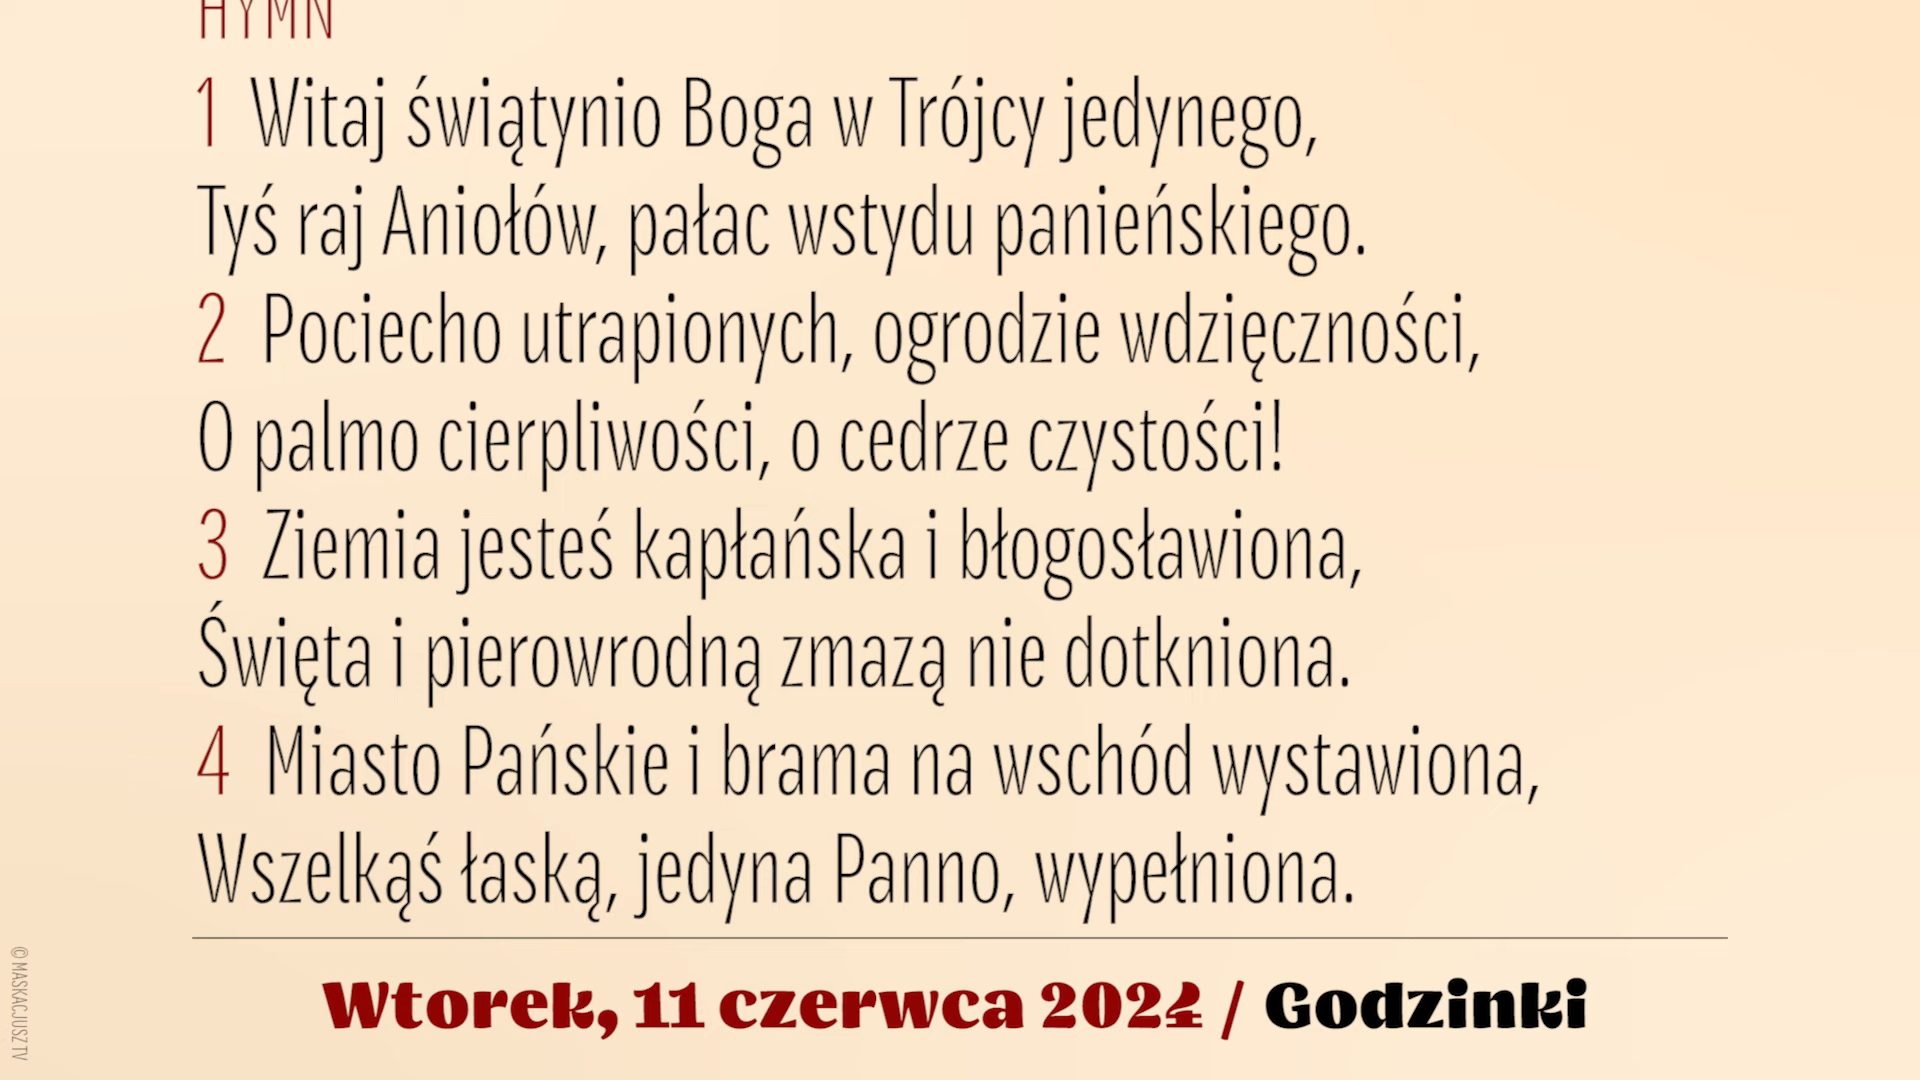 HYMN
1 Witaj świątynio Boga w Trójcy jedynego,
Tyś raj Aniołów, pałac wstydu panieńskiego.
2 Pociecho utrapionych, ogrodzie wdzięczności,
O palmo cierpliwości, o cedrze czystości!
3 Ziemia jesteś kapłańska i błogosławiona,
Święta i pierowrodną zmazą nie dotkniona.
4 Miasto Pańskie i brama na wschód wystawiona,
Wszelkąś łaską, jedyna Panno, wypełniona.
Wtorek, 11 czerwca 2024 / Godzinki
© MASKACJUSZ TV